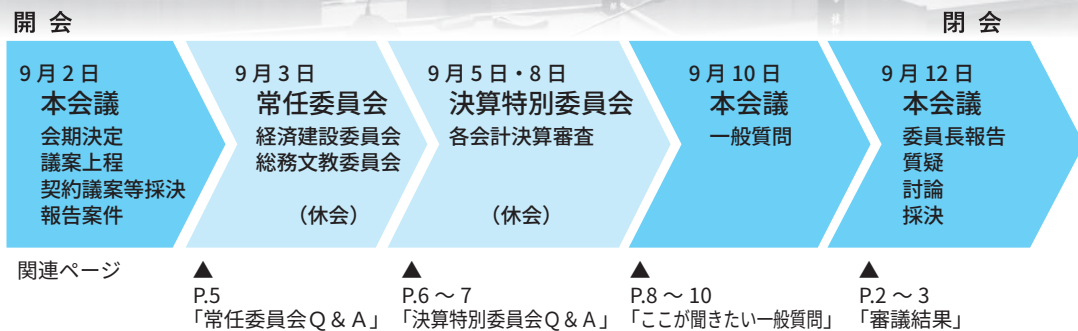 開会
閉会
9月2日
本会議
会期決定
議案上程
契約議案等採決
報告案件
9月3日
常任委員会
経済建設委員会
総務文教委員会
（休会）
9月5日・8日
決算特別委員会
各会計決算審査
（休会）
9月10日
本会議
一般質問
9月12日
本会議
委員長報告
質疑
討論
採決
関連ページ
▲
P.5
「常任委員会Q＆A」
▲
P.6～7
「決算特別委員会Q＆A」
▲
P.8～10
「ここが聞きたい一般質問」
▲
P.2～3
「審議結果」